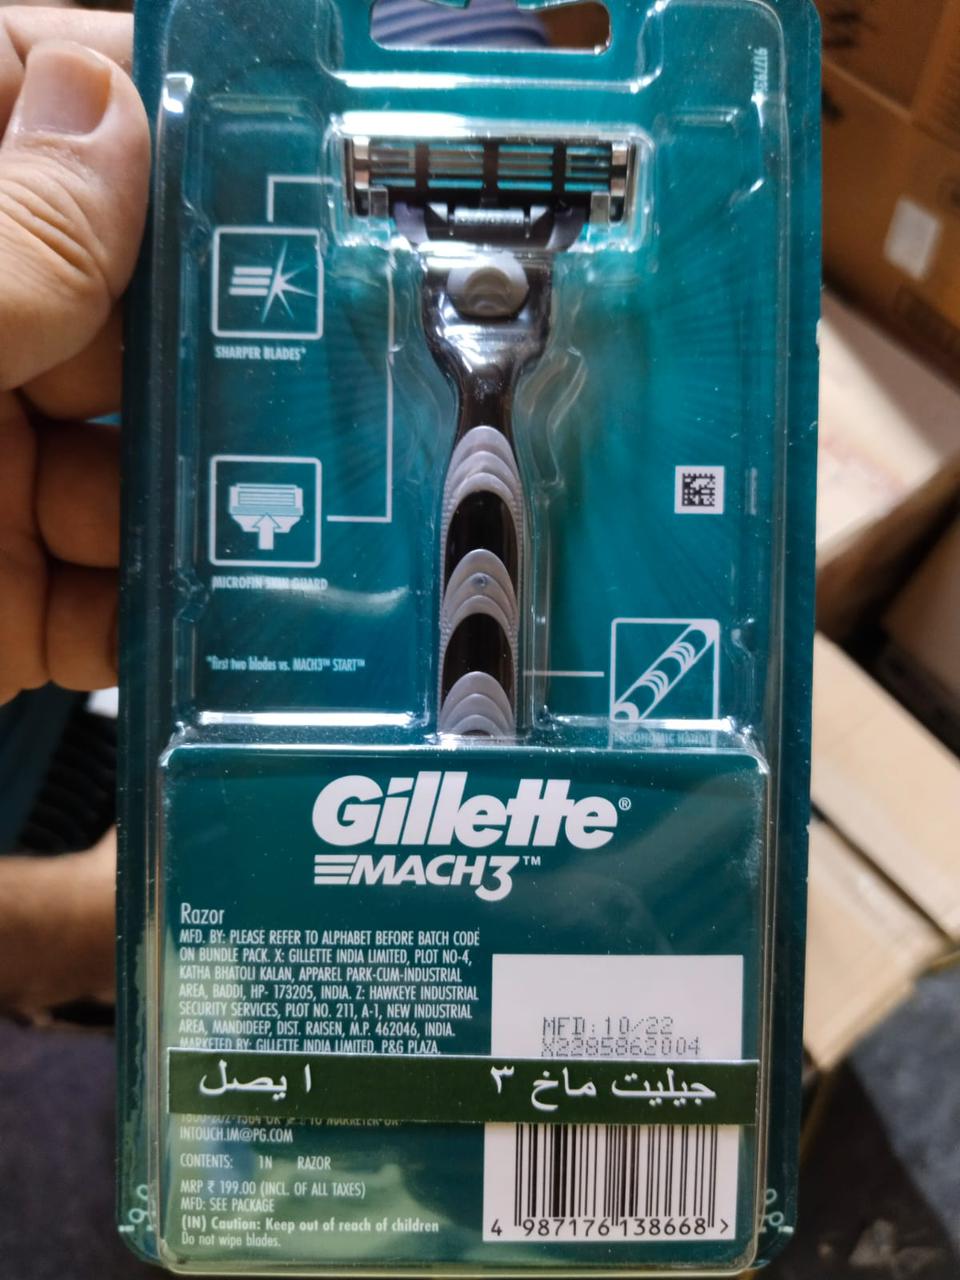 SHARPER BLADES*
MICROFIN SKIN GUARD
*first two blades vs. MACH3™ START™
ERGONOMIC HANDLE
Gillette®
MACH3™
Razor
MFD. BY: PLEASE REFER TO ALPHABET BEFORE BATCH CODE
ON BUNDLE PACK. X: GILLETTE INDIA LIMITED, PLOT NO-4,
KATHA BHATOLI KALAN, APPAREL PARK-CUM-INDUSTRIAL
AREA, BADDI, HP- 173205, INDIA. Z: HAWKEYE INDUSTRIAL
SECURITY SERVICES, PLOT NO. 211, A-1, NEW INDUSTRIAL
AREA, MANDIDEEP, DIST. RAISEN, M.P. 462046, INDIA.
MARKETED BY: GILLETTE INDIA LIMITED, P&G PLAZA,
MFD:10/22
X2285862004
جيليت ماخ ٣ ا يصل
INTOUCH.IM@PG.COM
CONTENTS: 1N RAZOR
MRP ₹ 199.00 (INCL. OF ALL TAXES)
MFD: SEE PACKAGE
(IN) Caution: Keep out of reach of children
Do not wipe blades.
4 987176 138668 >